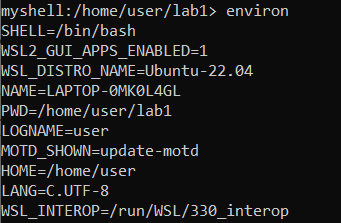 myshell:/home/user/lab1> environ
SHELL=/bin/bash
WSL2_GUI_APPS_ENABLED=1
WSL_DISTRO_NAME=Ubuntu-22.04
NAME=LAPTOP-0MK0L4GL
PWD=/home/user/lab1
LOGNAME=user
MOTD_SHOWN=update-motd
HOME=/home/user
LANG=C.UTF-8
WSL_INTEROP=/run/WSL/330_interop